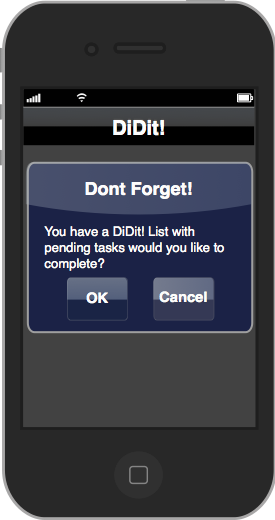 DiDit!
Dont Forget!
You have a DiDit! List with
pending tasks would you like to
complete?
OK
Cancel